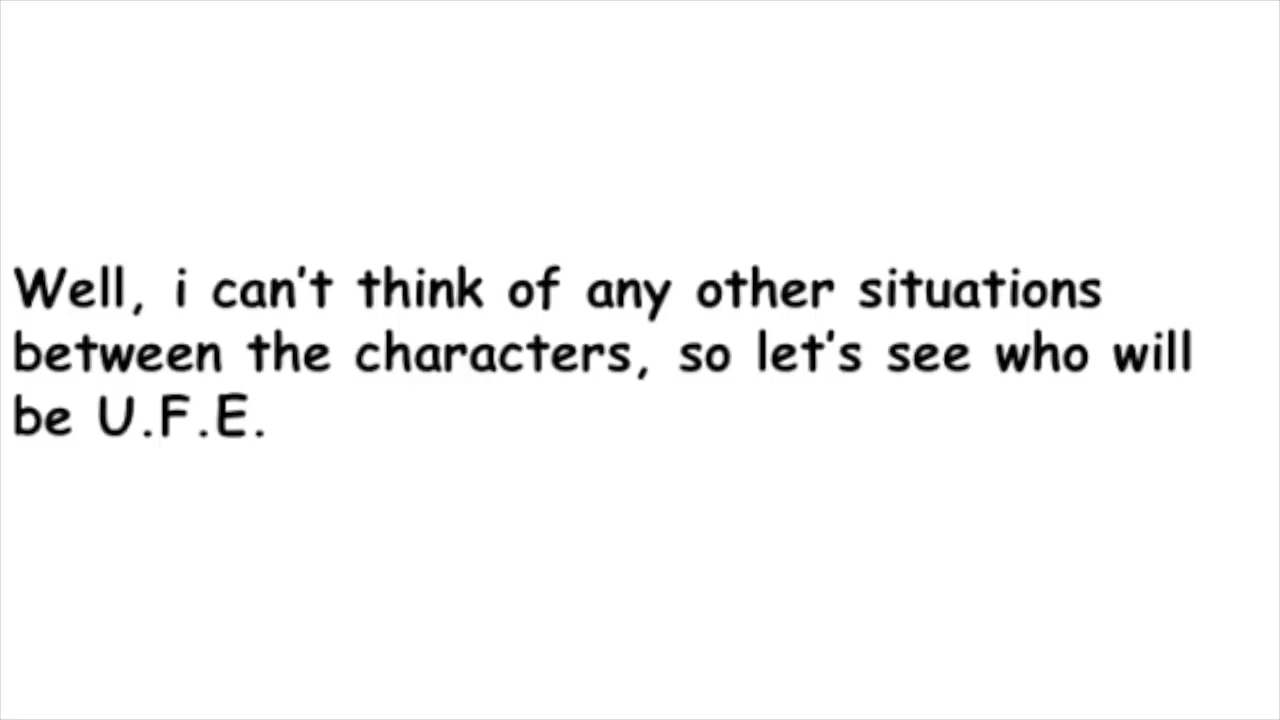 Well, i can't think of any other situations
between the characters, so let's see who will
be U.F.E.